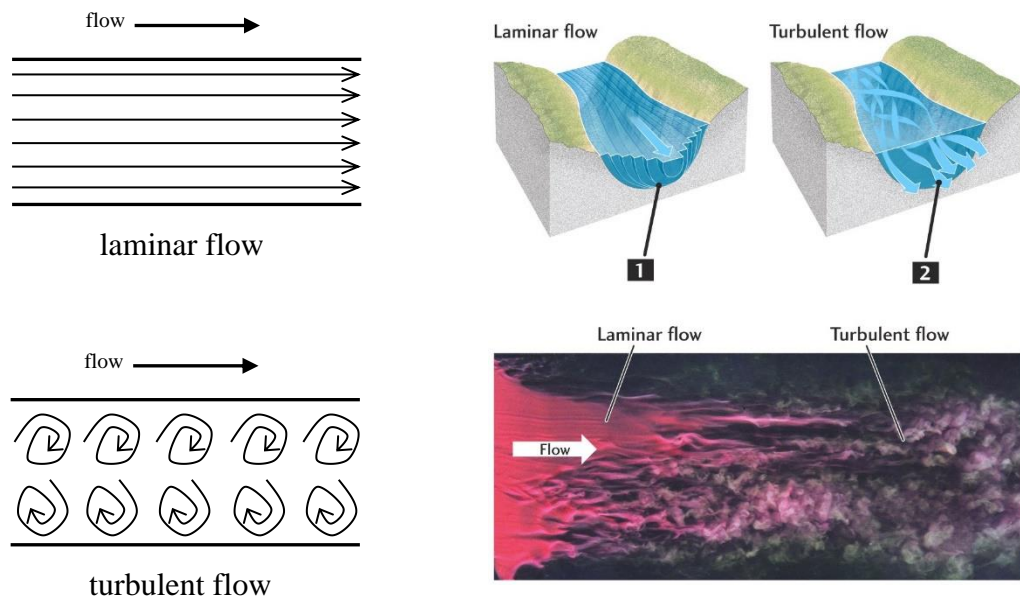 flow
laminar flow
flow
turbulent flow
Laminar flow
Turbulent flow
1
2
Laminar flow
Turbulent flow
Flow